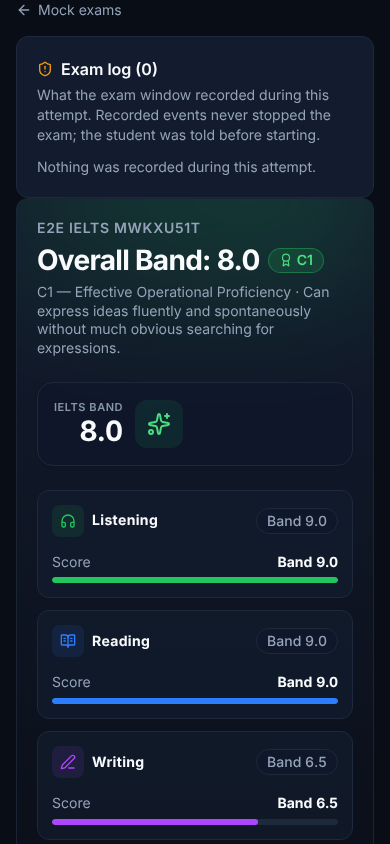 Mock exams
Exam log (0)
What the exam window recorded during this
attempt. Recorded events never stopped the
exam; the student was told before starting.
Nothing was recorded during this attempt.
E2E IELTS MWKXU51T
Overall Band: 8.0 C1
C1 — Effective Operational Proficiency · Can
express ideas fluently and spontaneously
without much obvious searching for
expressions.
IELTS BAND
8.0
Listening Band 9.0
Score Band 9.0
Reading Band 9.0
Score Band 9.0
Writing Band 6.5
Score Band 6.5